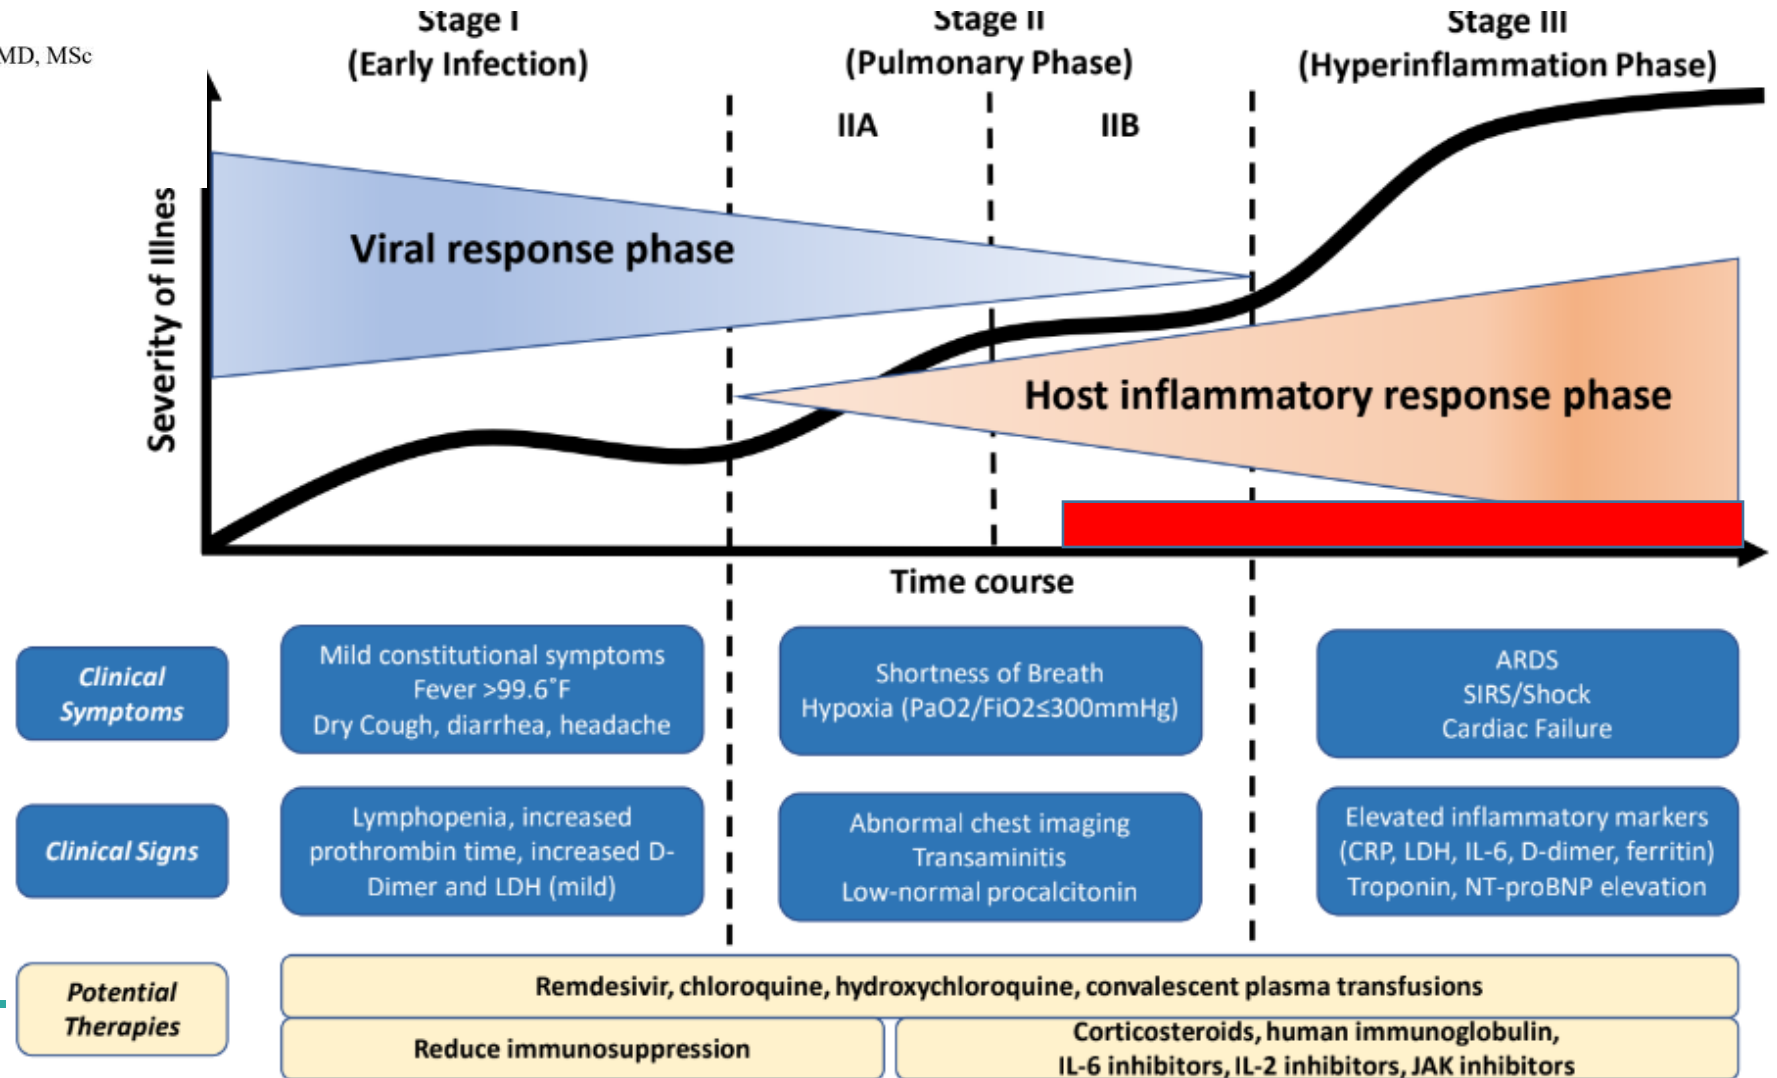 Stage I
(Early Infection)
Stage II
(Pulmonary Phase)
Stage III
(Hyperinflammation Phase)
MD, MSc
IIA
IIB
Severity of Illnes
Viral response phase
Host inflammatory response phase
Time course
Clinical
Symptoms
Mild constitutional symptoms
Fever >99.6°F
Dry Cough, diarrhea, headache
Shortness of Breath
Hypoxia (PaO2/FiO2≤300mmHg)
ARDS
SIRS/Shock
Cardiac Failure
Clinical Signs
Lymphopenia, increased
prothrombin time, increased D-
Dimer and LDH (mild)
Abnormal chest imaging
Transaminitis
Low-normal procalcitonin
Elevated inflammatory markers
(CRP, LDH, IL-6, D-dimer, ferritin)
Troponin, NT-proBNP elevation
Potential
Therapies
Remdesivir, chloroquine, hydroxychloroquine, convalescent plasma transfusions
Reduce immunosuppression
Corticosteroids, human immunoglobulin,
IL-6 inhibitors, IL-2 inhibitors, JAK inhibitors